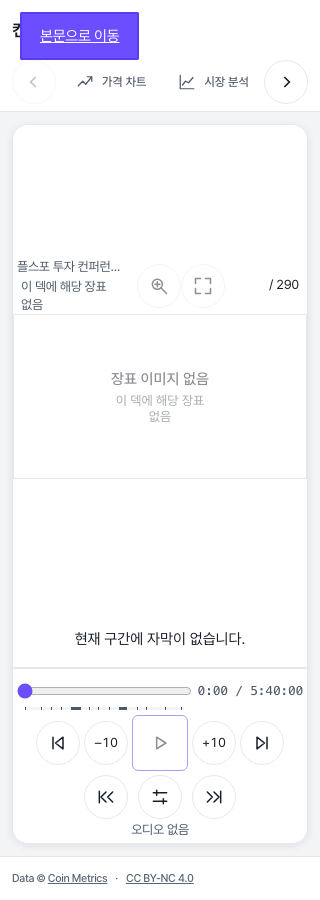 본문으로 이동
가격 차트
시장 분석
플스포 투자 컨퍼런...
이 덱에 해당 장표
없음
/ 290
장표 이미지 없음
이 덱에 해당 장표
없음
현재 구간에 자막이 없습니다.
0:00 / 5:40:00
−10
+10
오디오 없음
Data © Coin Metrics · CC BY-NC 4.0